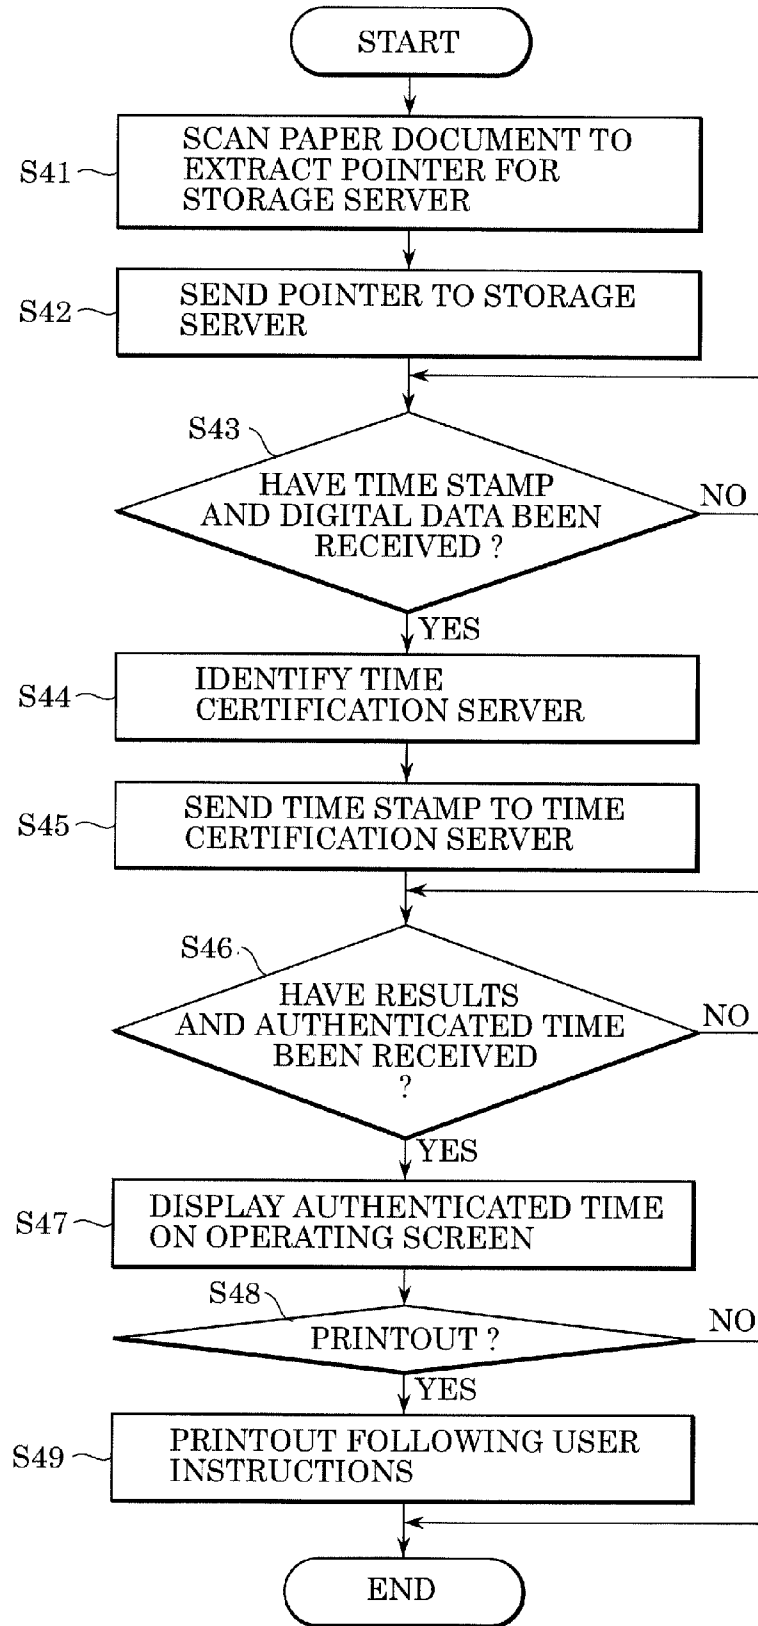 START
S41
SCAN PAPER DOCUMENT TO
EXTRACT POINTER FOR
STORAGE SERVER
S42
SEND POINTER TO STORAGE
SERVER
S43
HAVE TIME STAMP
AND DIGITAL DATA BEEN
RECEIVED ?
NO
YES
S44
IDENTIFY TIME
CERTIFICATION SERVER
S45
SEND TIME STAMP TO TIME
CERTIFICATION SERVER
S46
HAVE RESULTS
AND AUTHENTICATED TIME
BEEN RECEIVED
?
NO
YES
S47
DISPLAY AUTHENTICATED TIME
ON OPERATING SCREEN
S48
PRINTOUT ?
NO
YES
S49
PRINTOUT FOLLOWING USER
INSTRUCTIONS
END